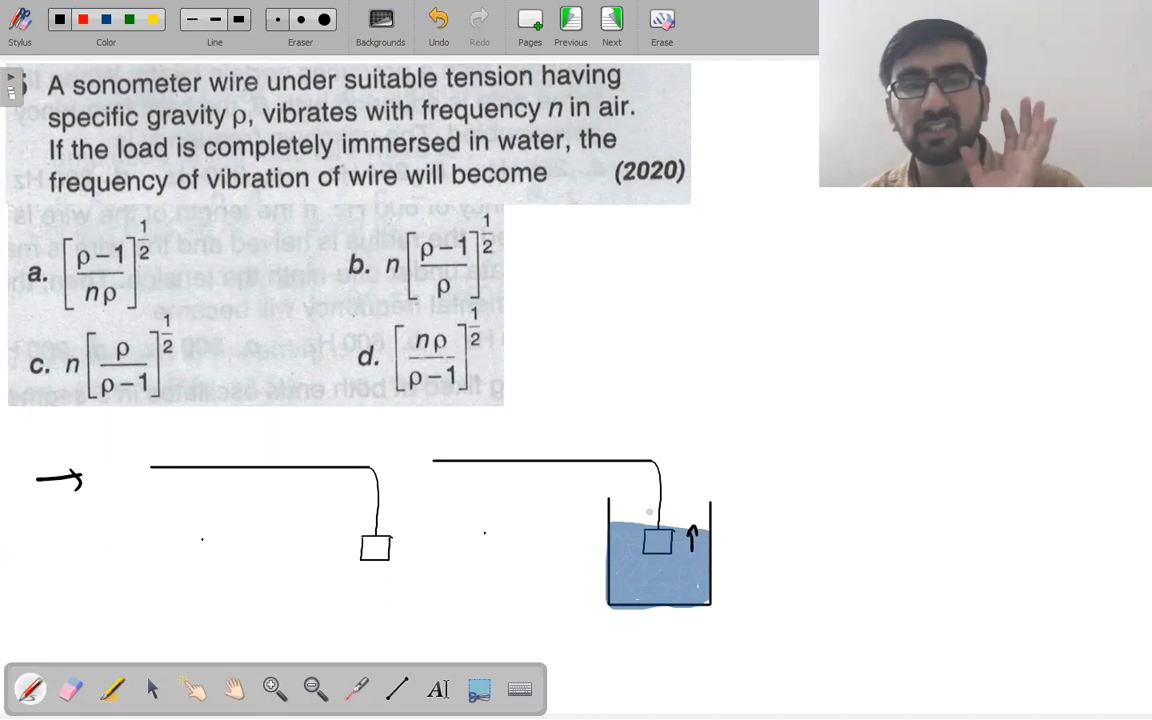 Stylus
Color
Line
Eraser
Backgrounds
Undo
Redo
Pages
Previous
Next
Erase
A sonometer wire under suitable tension having
specific gravity ρ, vibrates with frequency n in air.
If the load is completely immersed in water, the
frequency of vibration of wire will become (2020)
a. [ρ−1/nρ]^1/2 b. n[ρ−1/ρ]^1/2
c. n[ρ/ρ−1]^1/2 d. [nρ/ρ−1]^1/2